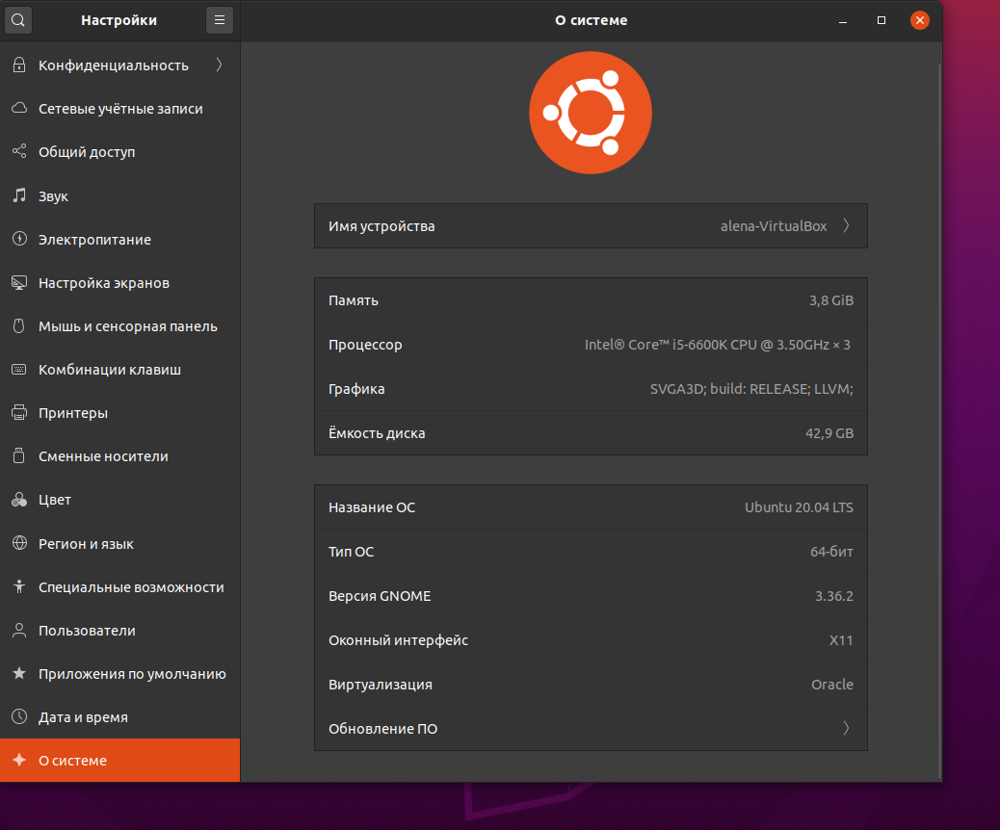 Настройки
О системе
Конфиденциальность
Сетевые учётные записи
Общий доступ
Звук
Электропитание
Настройка экранов
Мышь и сенсорная панель
Комбинации клавиш
Принтеры
Сменные носители
Цвет
Регион и язык
Специальные возможности
Пользователи
Приложения по умолчанию
Дата и время
О системе
Имя устройства alena-VirtualBox
Память 3,8 GiB
Процессор Intel® Core™ i5-6600K CPU @ 3.50GHz × 3
Графика SVGA3D; build: RELEASE; LLVM;
Ёмкость диска 42,9 GB
Название ОС Ubuntu 20.04 LTS
Тип ОС 64-бит
Версия GNOME 3.36.2
Оконный интерфейс X11
Виртуализация Oracle
Обновление ПО